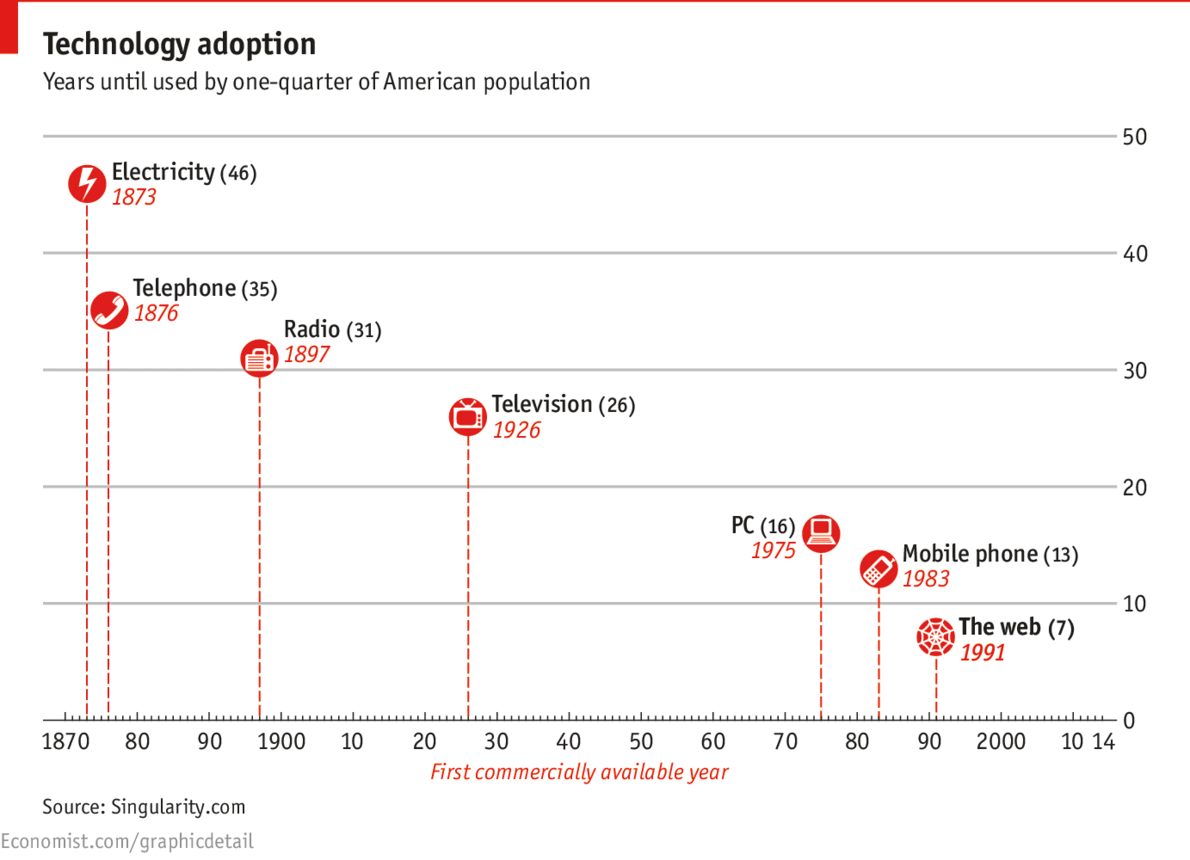 Technology adoption
Years until used by one-quarter of American population
50
Electricity (46)
1873
40
Telephone (35)
1876
Radio (31)
1897
30
Television (26)
1926
20
PC (16)
1975
Mobile phone (13)
1983
10
The web (7)
1991
0
1870 80 90 1900 10 20 30 40 50 60 70 80 90 2000 10 14
First commercially available year
Source: Singularity.com
Economist.com/graphicdetail